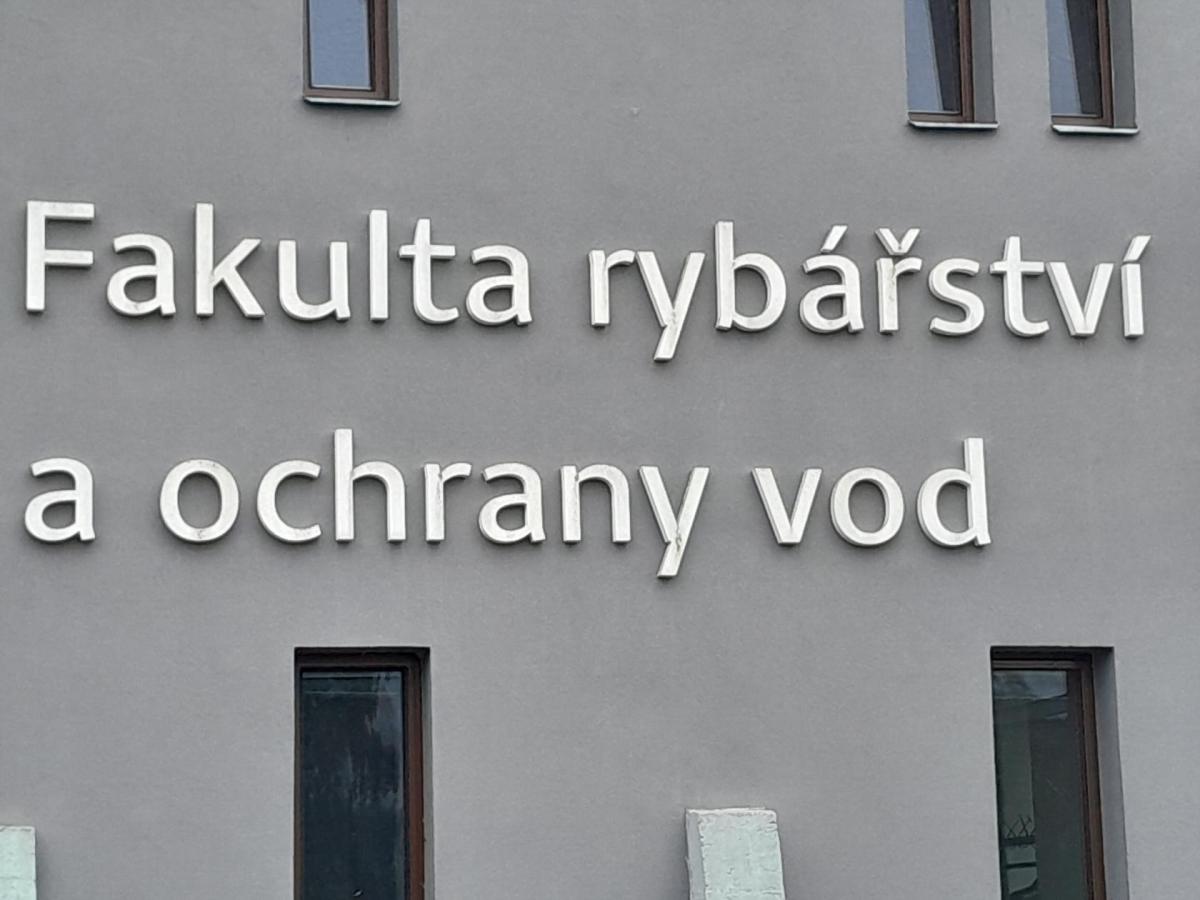 Fakulta rybářství
a ochrany vod